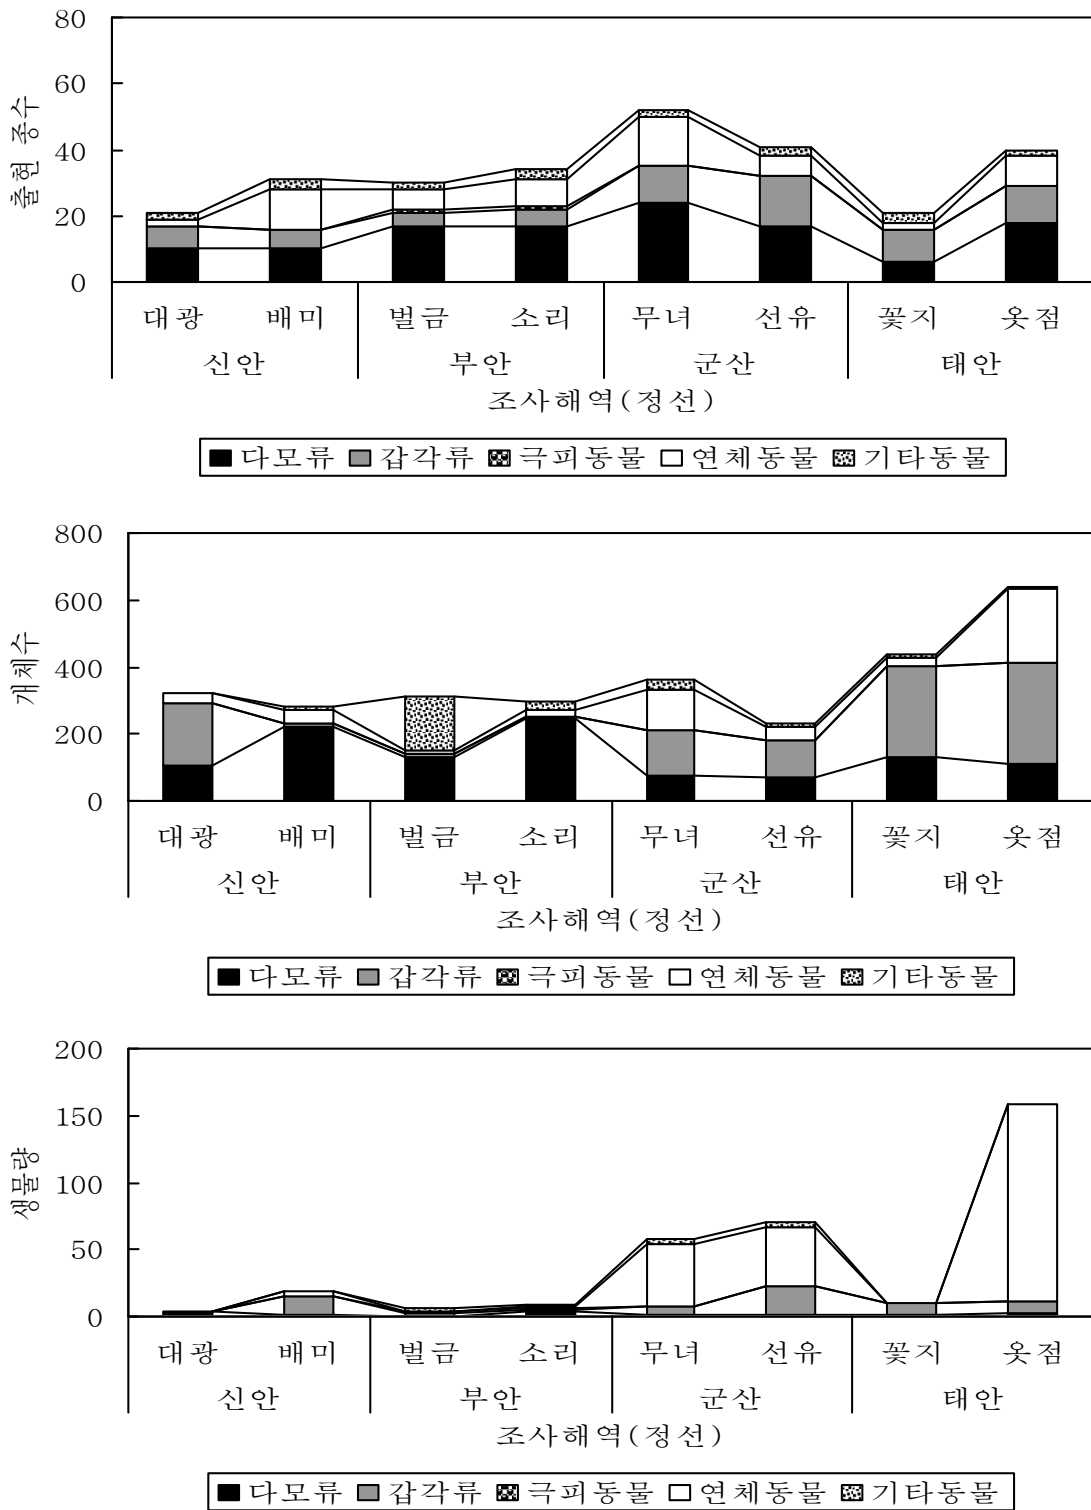 출현 종수
80
60
40
20
0
대광 배미 벌금 소리 무녀 선유 꽃지 옷점
신안 부안 군산 태안
조사해역(정선)
다모류 갑각류 극피동물 연체동물 기타동물
개체수
800
600
400
200
0
대광 배미 벌금 소리 무녀 선유 꽃지 옷점
신안 부안 군산 태안
조사해역(정선)
다모류 갑각류 극피동물 연체동물 기타동물
생물량
200
150
100
50
0
대광 배미 벌금 소리 무녀 선유 꽃지 옷점
신안 부안 군산 태안
조사해역(정선)
다모류 갑각류 극피동물 연체동물 기타동물